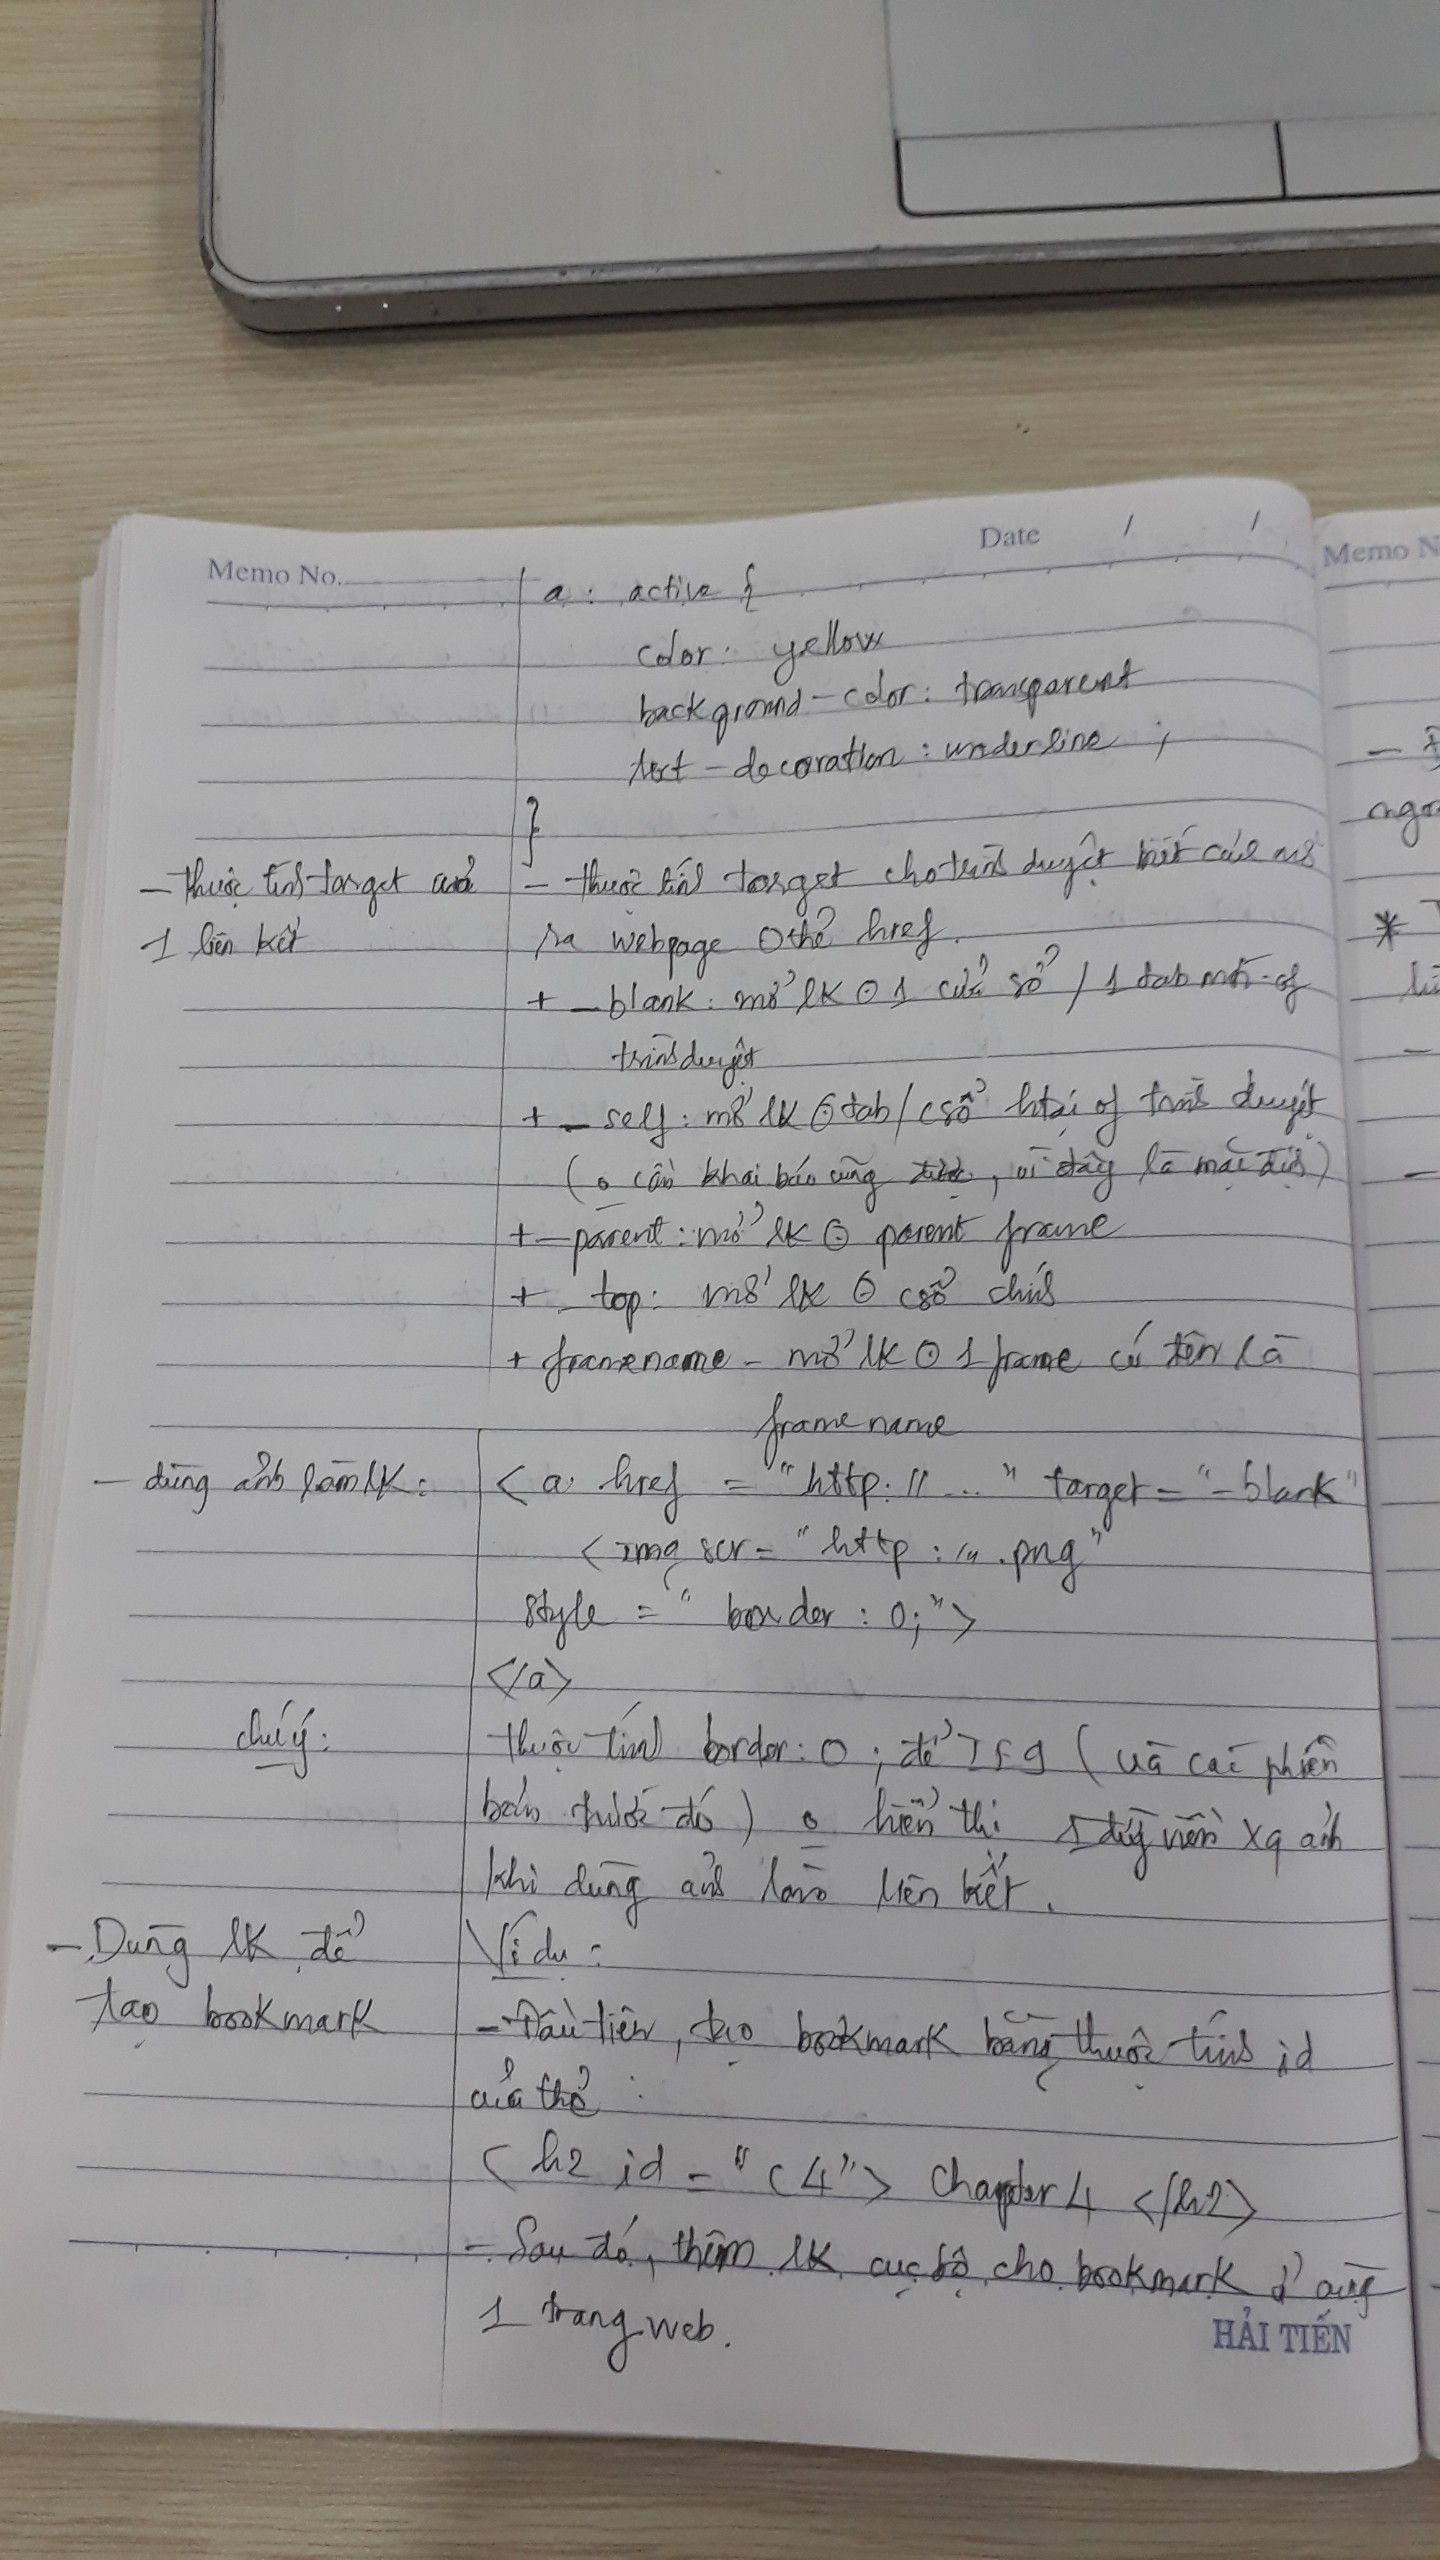 Memo No.
Date / /
Memo N
a : active {
color: yellow
background-color: transparent
text-decoration: underline ;
}
- thuộc tính target của
1 liên kết
- thuộc tính target cho trình duyệt biết cách mở
ra webpage ʘ thẻ href.
+ _blank: mở lk ʘ 1 cửa sổ / 1 tab mới of
trình duyệt
+ _self: mở lk ʘ tab/csổ htại of trình duyệt
( o cần khai báo cũng được, vì đây là mặc định)
+ _parent: mở lk ʘ parent frame
+ _top: mở lk ʘ csổ chính
+ framename - mở lk ʘ 1 frame có tên là
framename
- dùng ảnh làm lk:
<a href = "http://..." target = "_blank"
<img scr = "http:/... .png"
style = " border : 0;">
</a>
chú ý:
thuộc tính border: 0 ; để IE9 ( và các phiên
bản trước đó ) o hiển thị 1 đg viền xq ảnh
khi dùng ảnh làm liên kết.
- Dùng lk để
tạo bookmark
Ví dụ :
- Đầu tiên, tạo bookmark bằng thuộc tính id
của thẻ :
<h2 id = "C4"> Chapter 4 </h2>
- Sau đó, thêm lk cục bộ cho bookmark ở cùng
1 trang web.
HẢI TIẾN